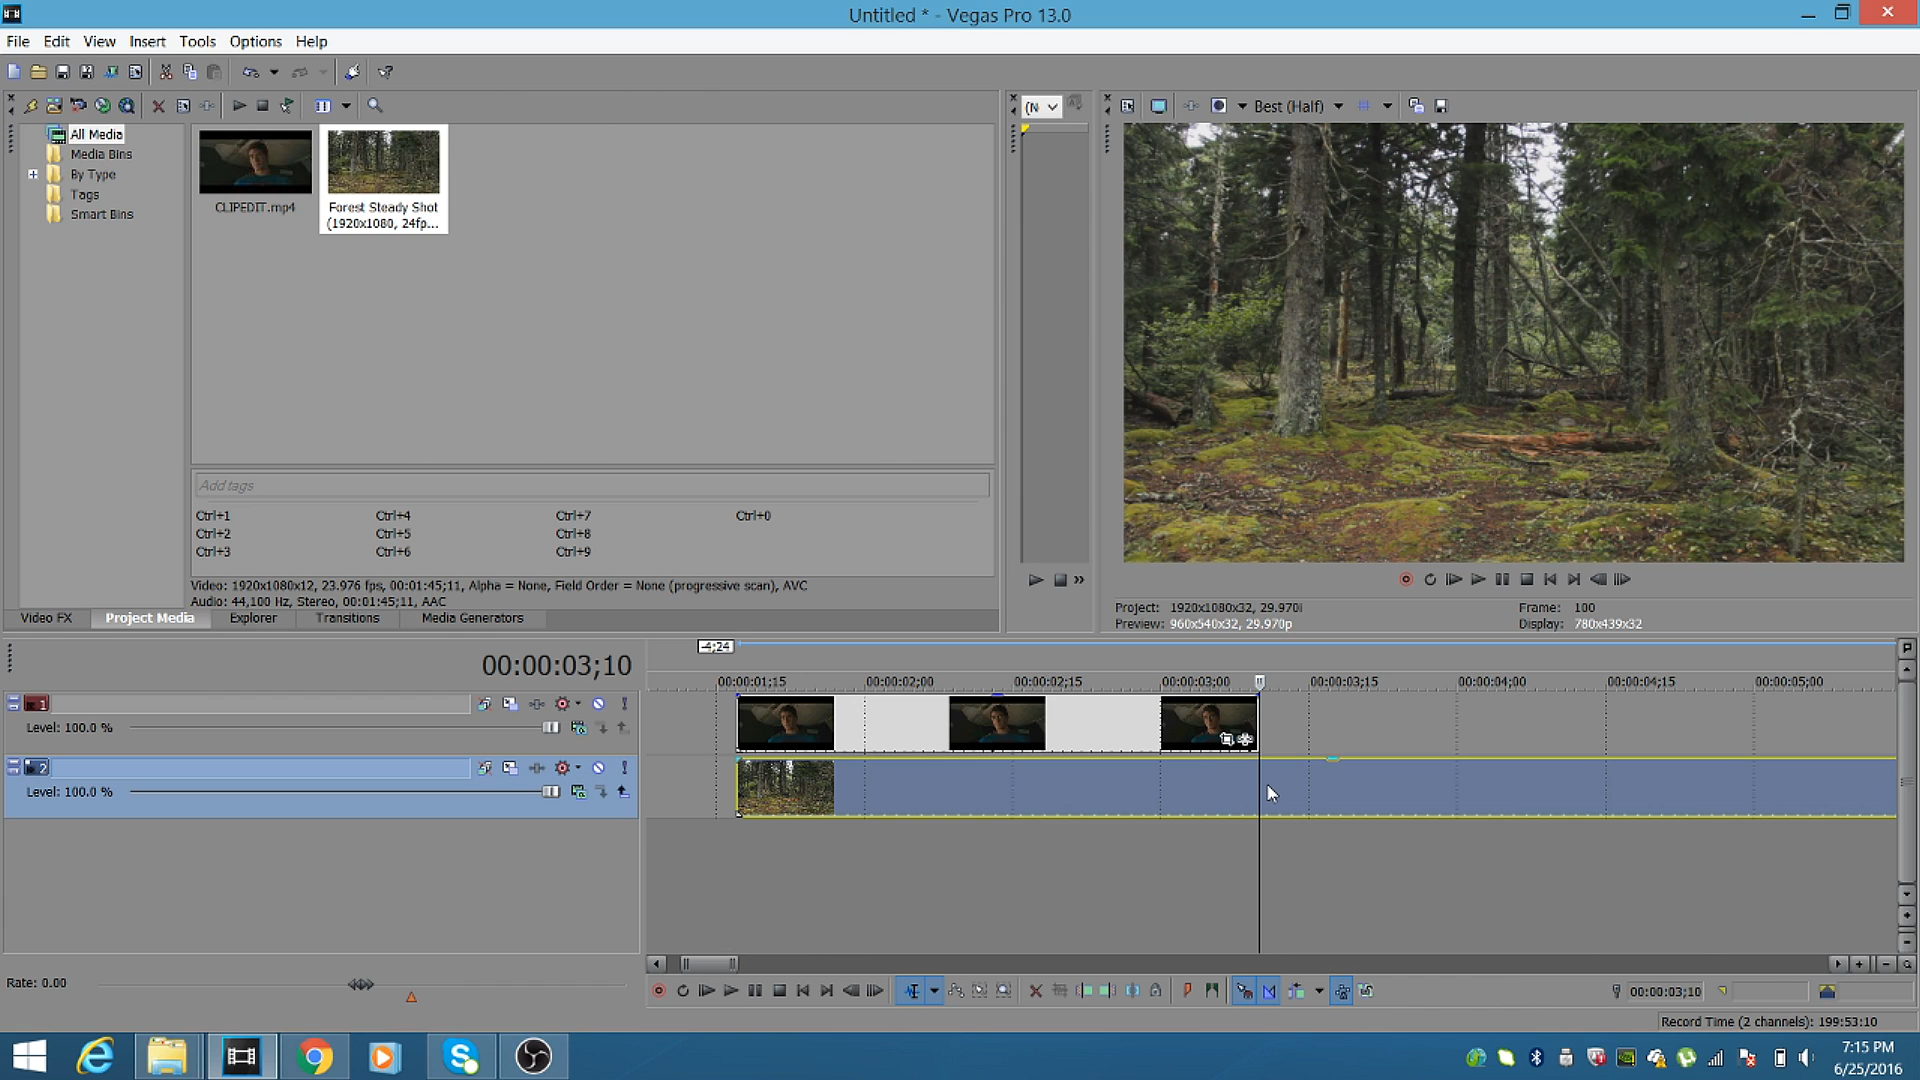 Untitled * - Vegas Pro 13.0
File Edit View Insert Tools Options Help
(N
Best (Half)
All Media
Media Bins
By Type
Tags
Smart Bins
CLIPEDIT.mp4
Forest Steady Shot
(1920x1080, 24fp...
Add tags
Ctrl+1 Ctrl+4 Ctrl+7 Ctrl+0
Ctrl+2 Ctrl+5 Ctrl+8
Ctrl+3 Ctrl+6 Ctrl+9
Video: 1920x1080x12, 23.976 fps, 00:01:45;11, Alpha = None, Field Order = None (progressive scan), AVC
Audio: 44,100 Hz, Stereo, 00:01:45;11, AAC
Video FX Project Media Explorer Transitions Media Generators
Project: 1920x1080x32, 29.970i Frame: 100
Preview: 960x540x32, 29.970p Display: 780x439x32
-4;24
00:00:03;10
00:00:01;15 00:00:02;00 00:00:02;15 00:00:03;00 00:00:03;15 00:00:04;00 00:00:04;15 00:00:05;00
1
Level: 100.0 %
2
Level: 100.0 %
Rate: 0.00
00:00:03;10
Record Time (2 channels): 199:53:10
7:15 PM
6/25/2016